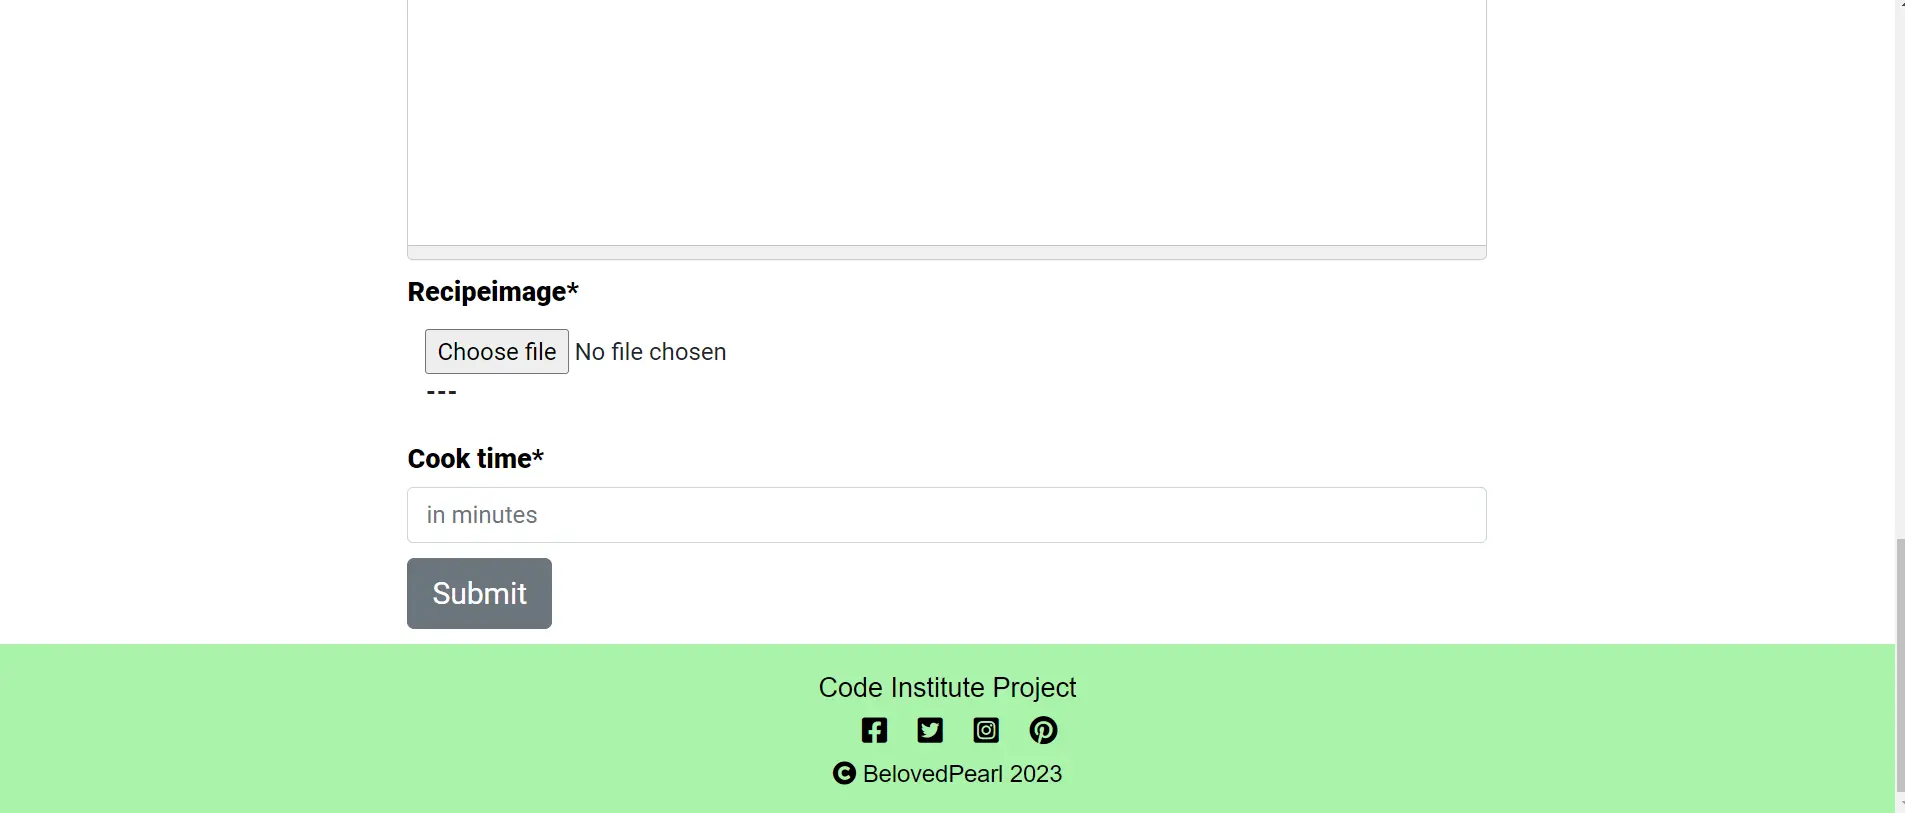 Recipeimage*
Choose file No file chosen
---
Cook time*
in minutes
Submit
Code Institute Project
BelovedPearl 2023